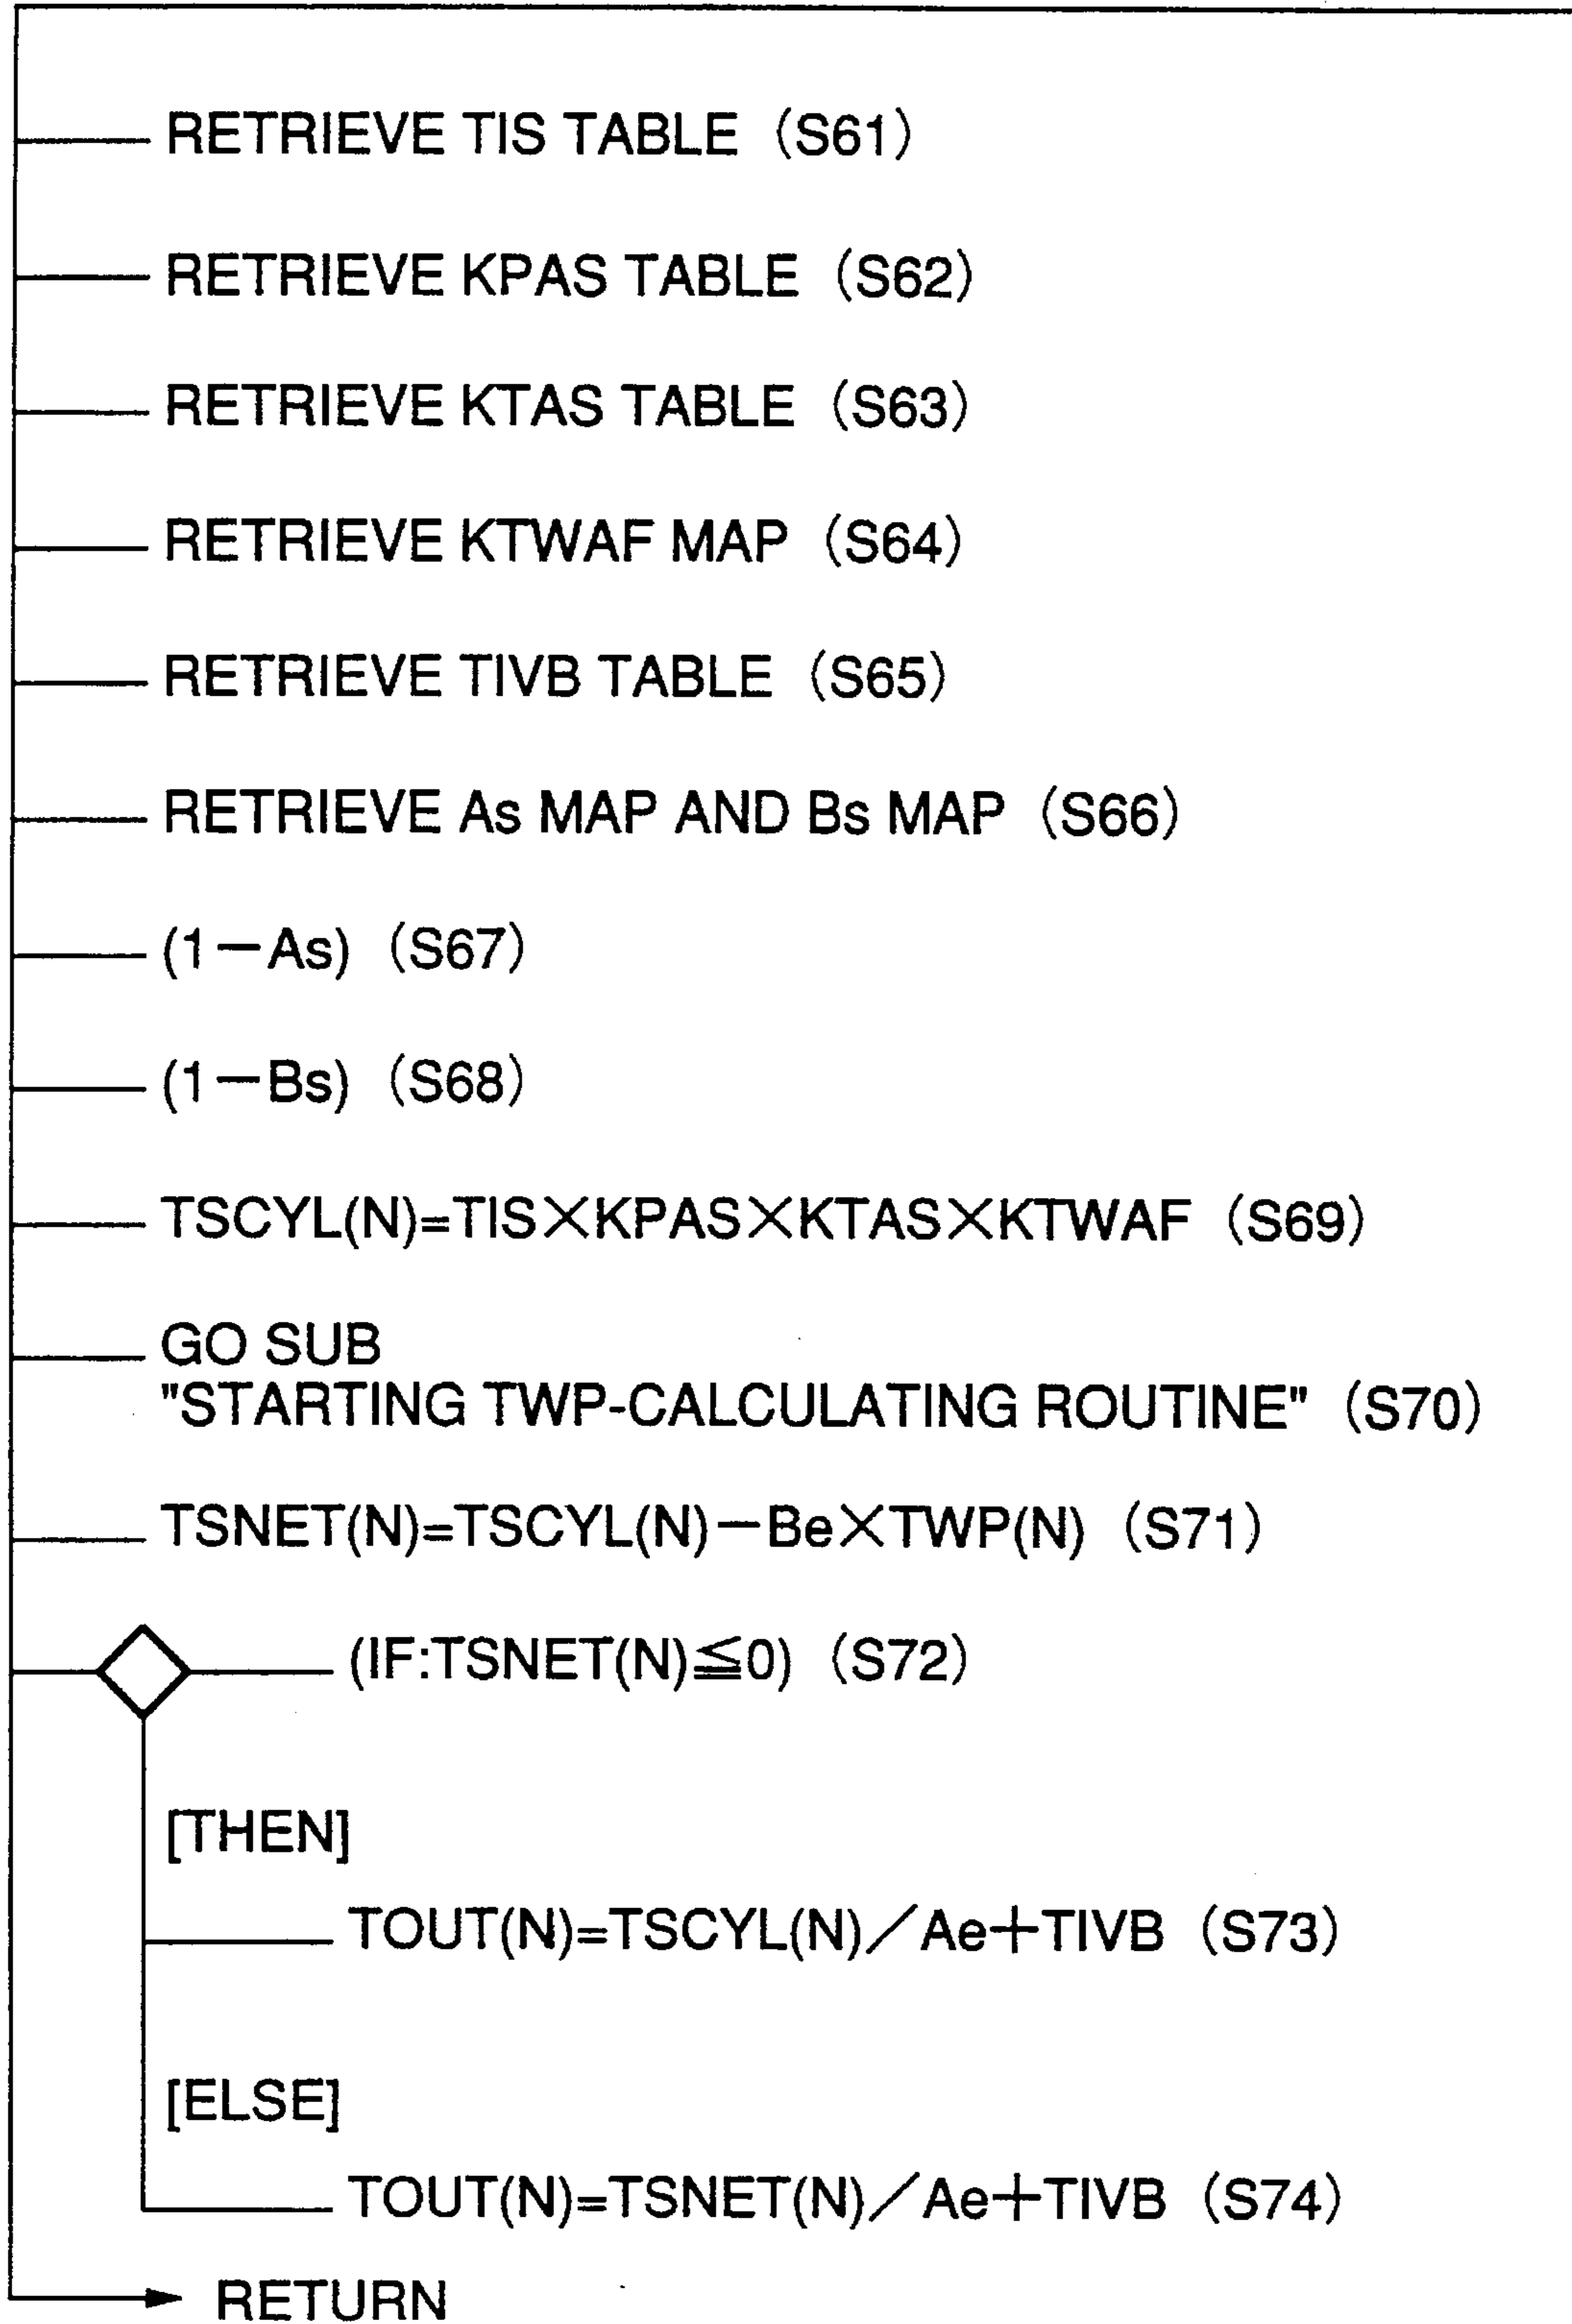 RETRIEVE TIS TABLE (S61)
RETRIEVE KPAS TABLE (S62)
RETRIEVE KTAS TABLE (S63)
RETRIEVE KTWAF MAP (S64)
RETRIEVE TIVB TABLE (S65)
RETRIEVE As MAP AND Bs MAP (S66)
(1−As) (S67)
(1−Bs) (S68)
TSCYL(N)=TIS×KPAS×KTAS×KTWAF (S69)
GO SUB
"STARTING TWP-CALCULATING ROUTINE" (S70)
TSNET(N)=TSCYL(N)−Be×TWP(N) (S71)
(IF:TSNET(N)≦0) (S72)
[THEN]
TOUT(N)=TSCYL(N)/Ae+TIVB (S73)
[ELSE]
TOUT(N)=TSNET(N)/Ae+TIVB (S74)
RETURN